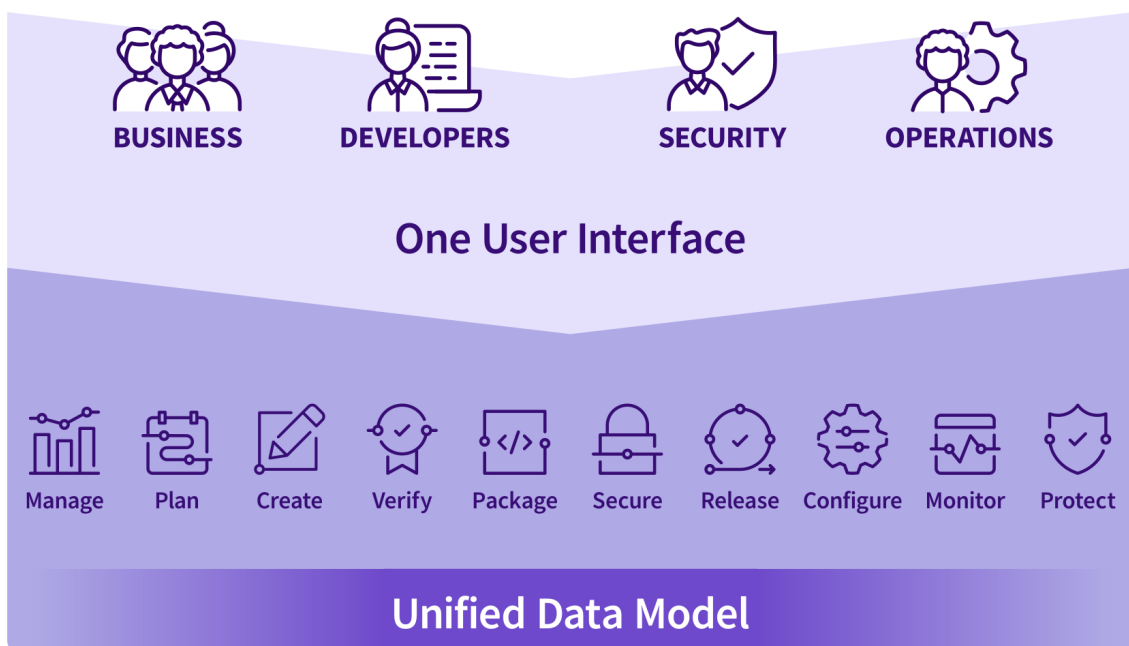 BUSINESS DEVELOPERS SECURITY OPERATIONS
One User Interface
Manage Plan Create Verify Package Secure Release Configure Monitor Protect
Unified Data Model